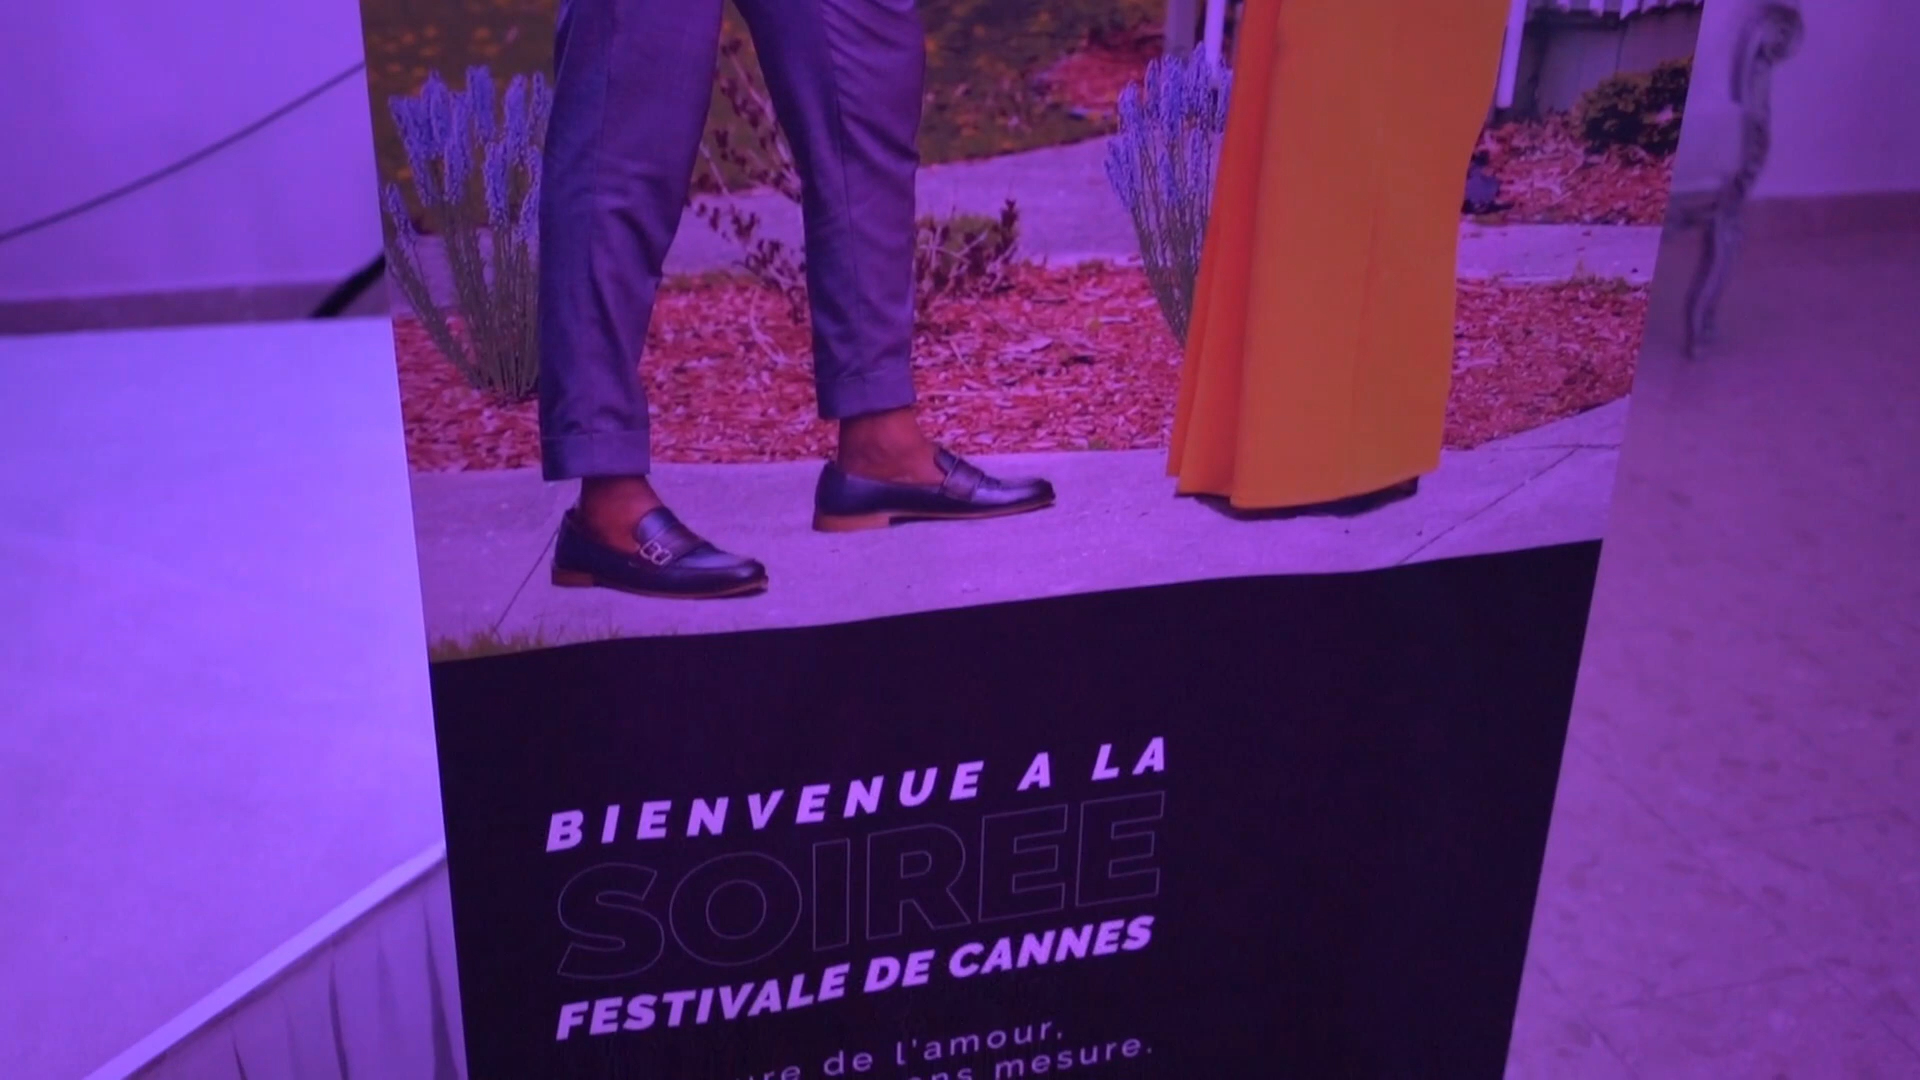 BIENVENUE A LA
SOIREE
FESTIVALE DE CANNES
de l'amour,
mesure.